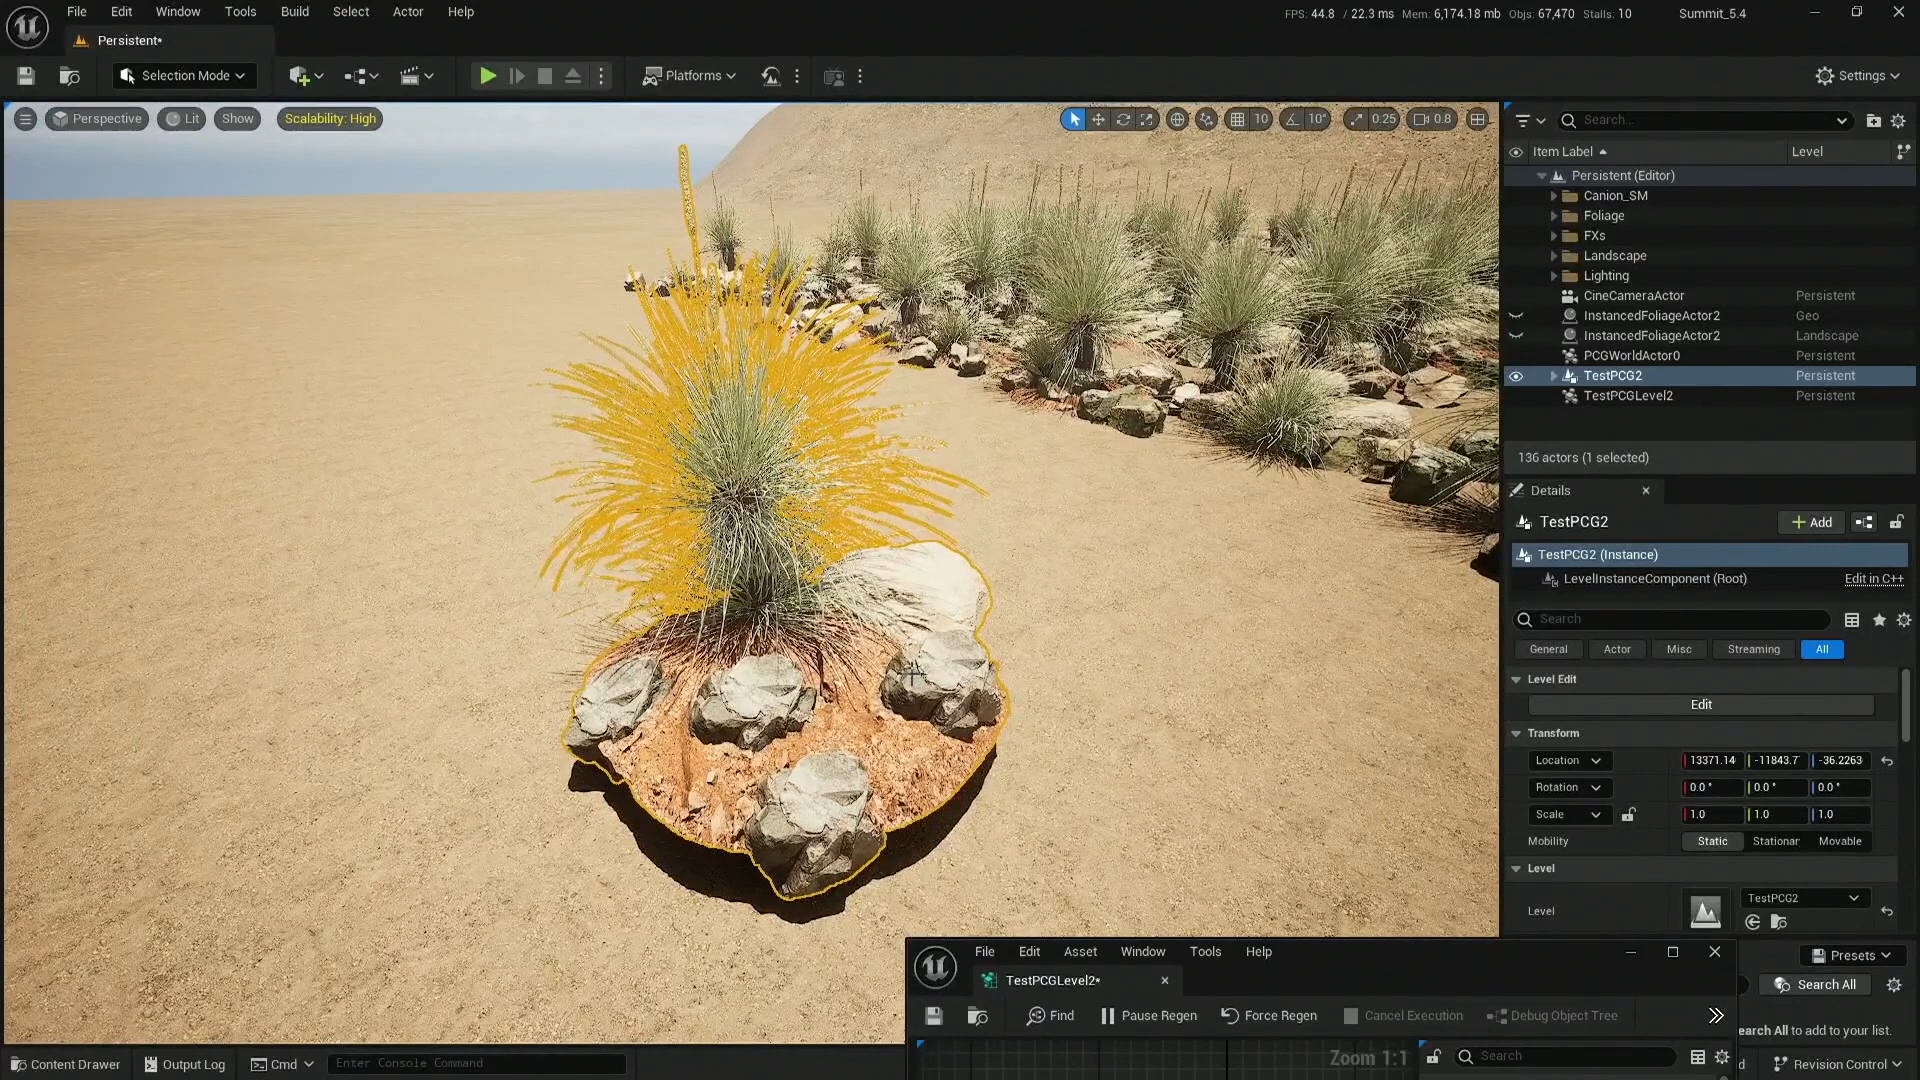 File Edit Window Tools Build Select Actor Help
FPS: 44.8 / 22.3 ms Mem: 6,174.18 mb Objs: 67,470 Stalls: 10 Summit_5.4
Persistent*
Selection Mode Platforms Settings
Perspective Lit Show Scalability: High 10 10° 0.25 0.8
Search...
Item Label Level
Persistent (Editor)
Canion_SM
Foliage
FXs
Landscape
Lighting
CineCameraActor Persistent
InstancedFoliageActor2 Geo
InstancedFoliageActor2 Landscape
PCGWorldActor0 Persistent
TestPCG2 Persistent
TestPCGLevel2 Persistent
136 actors (1 selected)
Details
TestPCG2 Add
TestPCG2 (Instance)
LevelInstanceComponent (Root) Edit in C++
Search
General Actor Misc Streaming All
Level Edit
Edit
Transform
Location 13371.14 -11843.7 -36.2263
Rotation 0.0° 0.0° 0.0°
Scale 1.0 1.0 1.0
Mobility Static Stationar Movable
Level
Level TestPCG2
File Edit Asset Window Tools Help
TestPCGLevel2*
Find Pause Regen Force Regen Cancel Execution Debug Object Tree
Zoom 1:1 Search
Presets
Search All
earch All to add to your list.
Content Drawer Output Log Cmd Enter Console Command
d Revision Control